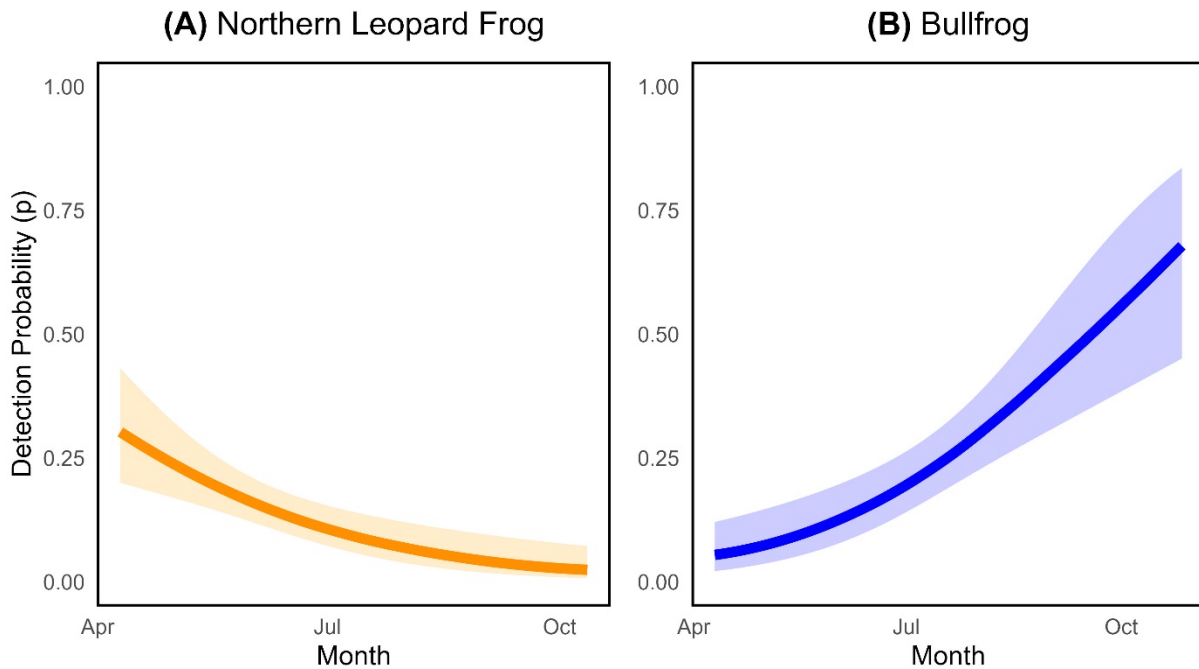 (A) Northern Leopard Frog
(B) Bullfrog
Detection Probability (p)
1.00
0.75
0.50
0.25
0.00
Apr
Jul
Oct
Month
1.00
0.75
0.50
0.25
0.00
Apr
Jul
Oct
Month